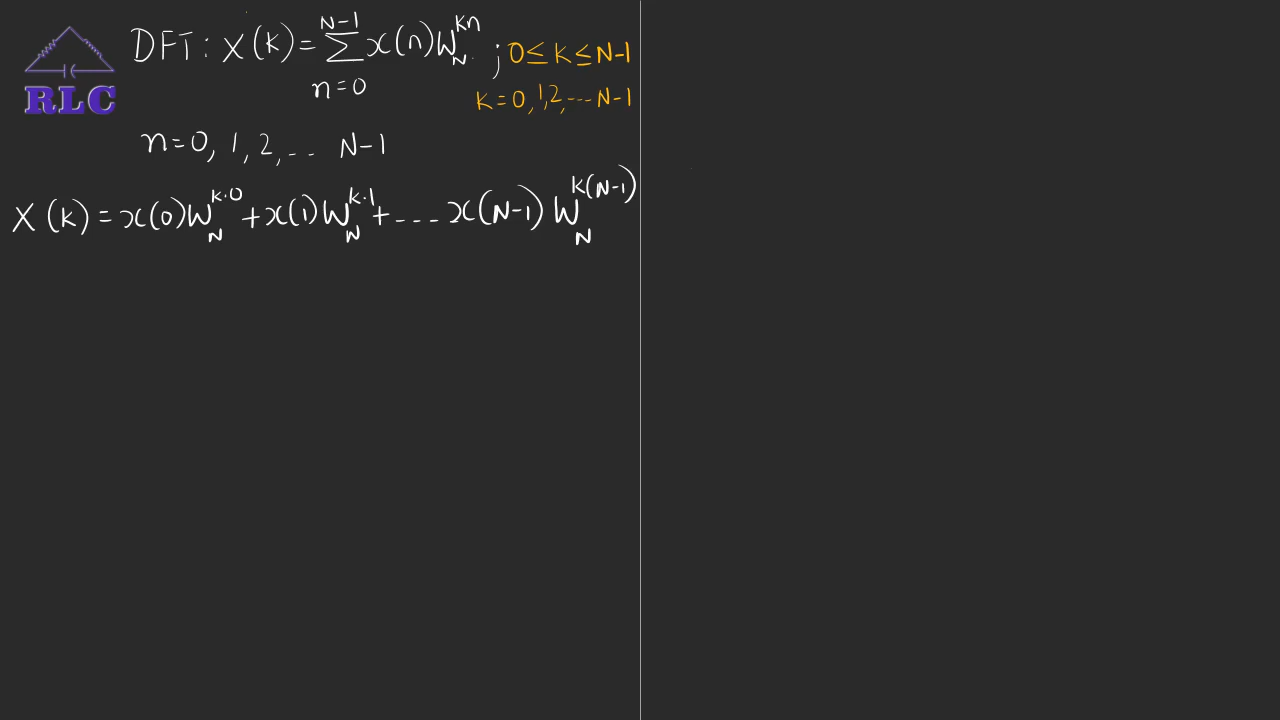 DFT: X(k) = \sum_{n=0}^{N-1} x(n) W_N^{kn} ; 0 ≤ k ≤ N-1
RLC
k = 0, 1, 2, ---- N-1
n = 0, 1, 2, --- N-1
X(k) = x(0) W_N^{k·0} + x(1) W_N^{k·1} + ---- x(N-1) W_N^{k(N-1)}